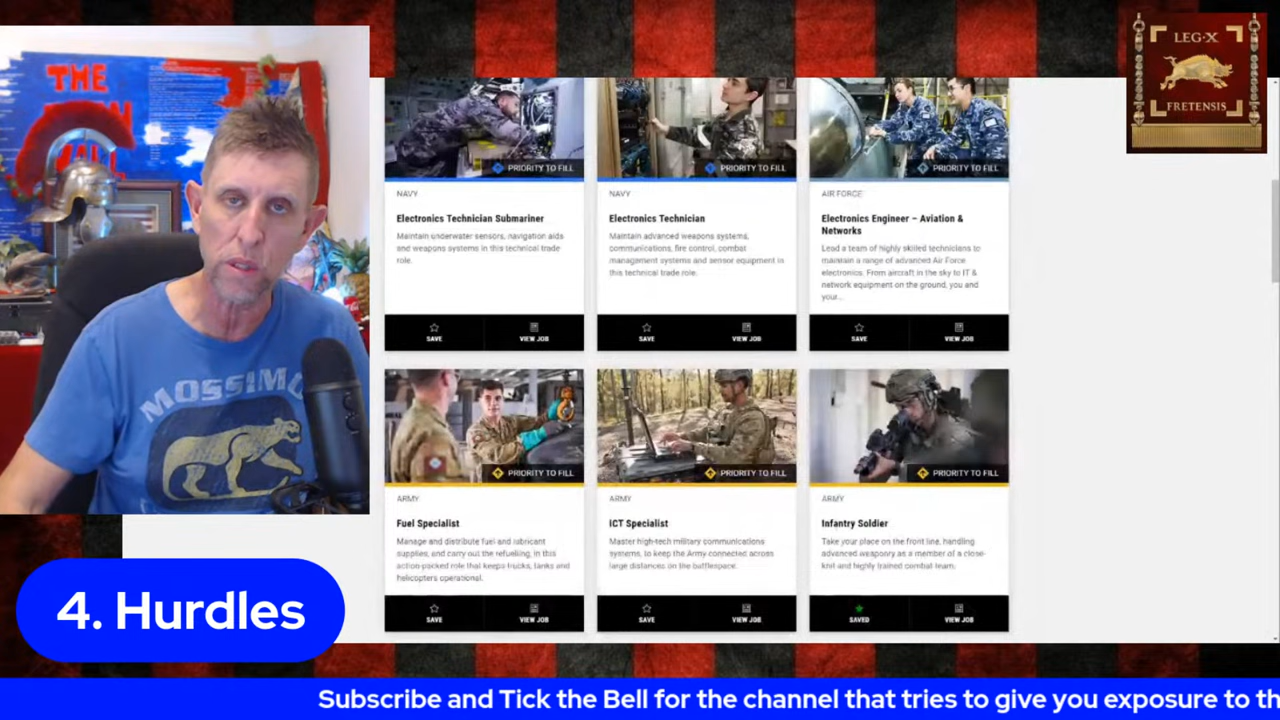 THE
LEG·X
FRETENSIS
MOSSIMO
PRIORITY TO FILL
PRIORITY TO FILL
PRIORITY TO FILL
NAVY
NAVY
AIR FORCE
Electronics Technician Submariner
Maintain underwater sensors, navigation aids
and weapons systems in this technical trade
role.
Electronics Technician
Maintain advanced weapons systems,
communications, fire control, combat
management systems and sensor equipment in
this technical trade role.
Electronics Engineer – Aviation &
Networks
Lead a team of highly skilled technicians to
maintain a range of advanced Air Force
electronics. From aircraft in the sky to IT &
network equipment on the ground, you and
your...
SAVE
VIEW JOB
SAVE
VIEW JOB
SAVE
VIEW JOB
PRIORITY TO FILL
PRIORITY TO FILL
PRIORITY TO FILL
ARMY
ARMY
ARMY
Fuel Specialist
Manage and distribute fuel and lubricant
supplies, and carry out the refuelling, in this
action-packed role that keeps trucks, tanks and
helicopters operational.
ICT Specialist
Master high-tech military communications
systems, to keep the Army connected across
large distances on the battlespace.
Infantry Soldier
Take your place on the front line, handling
advanced weaponry as a member of a close-
knit and highly trained combat team.
SAVE
VIEW JOB
SAVE
VIEW JOB
SAVED
VIEW JOB
4. Hurdles
Subscribe and Tick the Bell for the channel that tries to give you exposure to th